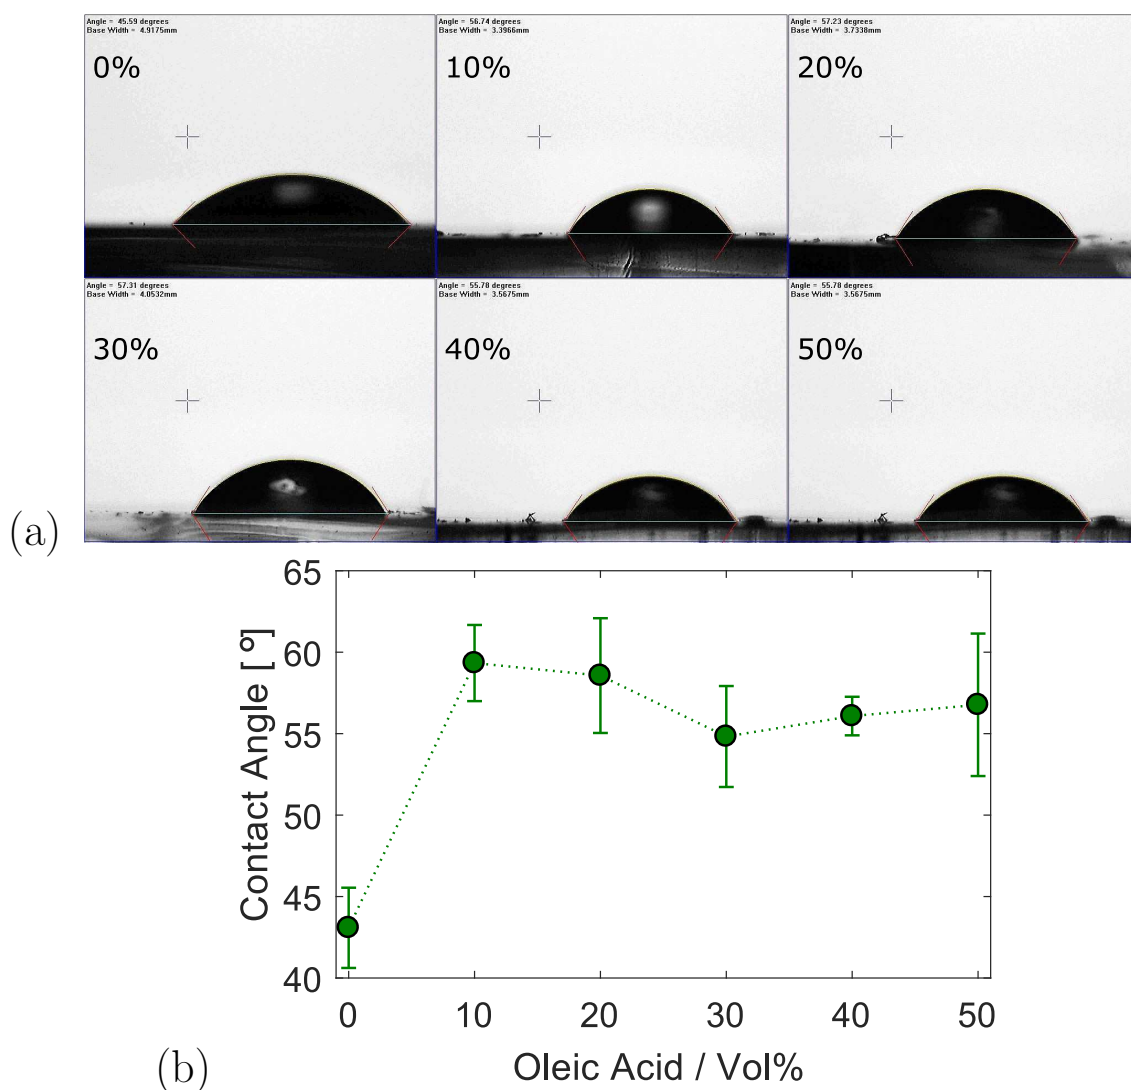 Angle = 45.59 degrees
Base Width = 4.9175mm
0%
Angle = 56.74 degrees
Base Width = 3.3966mm
10%
Angle = 57.23 degrees
Base Width = 3.7338mm
20%
Angle = 57.31 degrees
Base Width = 4.0532mm
30%
Angle = 55.78 degrees
Base Width = 3.5675mm
40%
Angle = 55.78 degrees
Base Width = 3.5675mm
50%
(a)
65
60
55
50
45
40
Contact Angle [ º]
0 10 20 30 40 50
Oleic Acid / Vol%
(b)